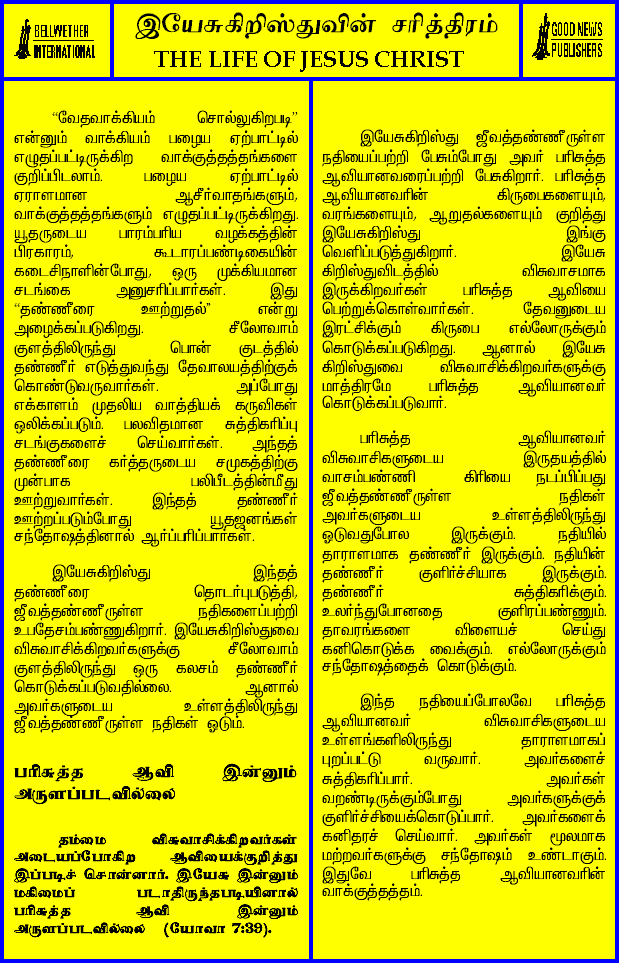 BELLWETHER
INTERNATIONAL
இயேசுகிறிஸ்துவின் சரித்திரம்
THE LIFE OF JESUS CHRIST
GOOD NEWS
PUBLISHERS
“வேதவாக்கியம் சொல்லுகிறபடி”
என்னும் வாக்கியம் பழைய ஏற்பாட்டில்
எழுதப்பட்டிருக்கிற வாக்குத்தத்தங்களை
குறிப்பிடலாம். பழைய ஏற்பாட்டில்
ஏராளமான ஆசீர்வாதங்களும்,
வாக்குத்தத்தங்களும் எழுதப்பட்டிருக்கிறது.
யூதருடைய பாரம்பரிய வழக்கத்தின்
பிரகாரம், கூடாரப்பண்டிகையின்
கடைசிநாளின்போது, ஒரு முக்கியமான
சடங்கை அனுசரிப்பார்கள். இது
“தண்ணீரை ஊற்றுதல்” என்று
அழைக்கப்படுகிறது. சீலோவாம்
குளத்திலிருந்து பொன் குடத்தில்
தண்ணீர் எடுத்துவந்து தேவாலயத்திற்குக்
கொண்டுவருவார்கள். அப்போது
எக்காளம் முதலிய வாத்தியக் கருவிகள்
ஒலிக்கப்படும். பலவிதமான சுத்திகரிப்பு
சடங்குகளைச் செய்வார்கள். அந்தத்
தண்ணீரை கர்த்தருடைய சமுகத்திற்கு
முன்பாக பலிபீடத்தின்மீது
ஊற்றுவார்கள். இந்தத் தண்ணீர்
ஊற்றப்படும்போது யூதஜனங்கள்
சந்தோஷத்தினால் ஆர்ப்பரிப்பார்கள்.
இயேசுகிறிஸ்து இந்தத்
தண்ணீரை தொடர்புபடுத்தி,
ஜீவத்தண்ணீருள்ள நதிகளைப்பற்றி
உபதேசம்பண்ணுகிறார். இயேசுகிறிஸ்துவை
விசுவாசிக்கிறவர்களுக்கு சீலோவாம்
குளத்திலிருந்து ஒரு கலசம் தண்ணீர்
கொடுக்கப்படுவதில்லை. ஆனால்
அவர்களுடைய உள்ளத்திலிருந்து
ஜீவத்தண்ணீருள்ள நதிகள் ஓடும்.
பரிசுத்த ஆவி இன்னும்
அருளப்படவில்லை
தம்மை விசுவாசிக்கிறவர்கள்
அடையப்போகிற ஆவியைக்குறித்து
இப்படிச் சொன்னார். இயேசு இன்னும்
மகிமைப் படாதிருந்தபடியினால்
பரிசுத்த ஆவி இன்னும்
அருளப்படவில்லை (யோவா 7:39).
இயேசுகிறிஸ்து ஜீவத்தண்ணீருள்ள
நதியைப்பற்றி பேசும்போது அவர் பரிசுத்த
ஆவியானவரைப்பற்றி பேசுகிறார். பரிசுத்த
ஆவியானவரின் கிருபைகளையும்,
வரங்களையும், ஆறுதல்களையும் குறித்து
இயேசுகிறிஸ்து இங்கு
வெளிப்படுத்துகிறார். இயேசு
கிறிஸ்துவிடத்தில் விசுவாசமாக
இருக்கிறவர்கள் பரிசுத்த ஆவியை
பெற்றுக்கொள்வார்கள். தேவனுடைய
இரட்சிக்கும் கிருபை எல்லோருக்கும்
கொடுக்கப்படுகிறது. ஆனால் இயேசு
கிறிஸ்துவை விசுவாசிக்கிறவர்களுக்கு
மாத்திரமே பரிசுத்த ஆவியானவர்
கொடுக்கப்படுவார்.
பரிசுத்த ஆவியானவர்
விசுவாசிகளுடைய இருதயத்தில்
வாசம்பண்ணி கிரியை நடப்பிப்பது
ஜீவத்தண்ணீருள்ள நதிகள்
அவர்களுடைய உள்ளத்திலிருந்து
ஓடுவதுபோல இருக்கும். நதியில்
தாராளமாக தண்ணீர் இருக்கும். நதியின்
தண்ணீர் குளிர்ச்சியாக இருக்கும்.
தண்ணீர் சுத்திகரிக்கும்.
உலர்ந்துபோனதை குளிரப்பண்ணும்.
தாவரங்களை விளையச் செய்து
கனிகொடுக்க வைக்கும். எல்லோருக்கும்
சந்தோஷத்தைக் கொடுக்கும்.
இந்த நதியைப்போலவே பரிசுத்த
ஆவியானவர் விசுவாசிகளுடைய
உள்ளங்களிலிருந்து தாராளமாகப்
புறப்பட்டு வருவார். அவர்களைச்
சுத்திகரிப்பார். அவர்கள்
வறண்டிருக்கும்போது அவர்களுக்குக்
குளிர்ச்சியைக்கொடுப்பார். அவர்களைக்
கனிதரச் செய்வார். அவர்கள் மூலமாக
மற்றவர்களுக்கு சந்தோஷம் உண்டாகும்.
இதுவே பரிசுத்த ஆவியானவரின்
வாக்குத்தத்தம்.